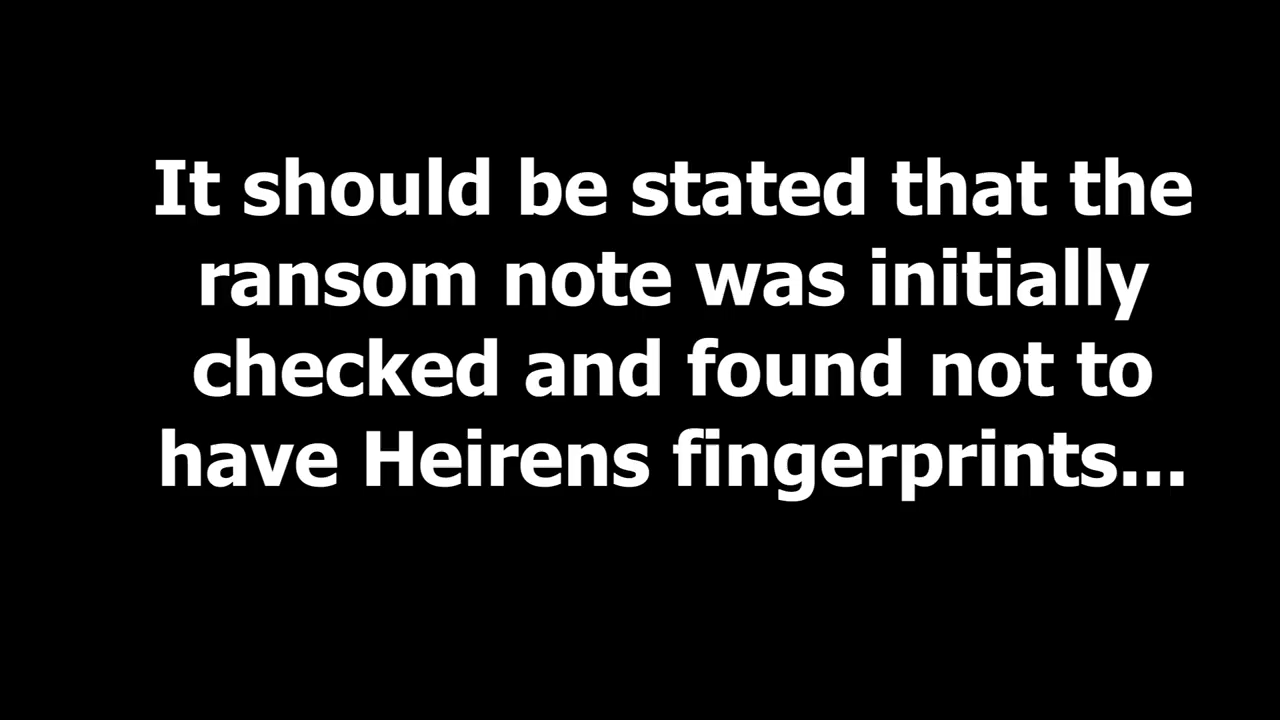 It should be stated that the
ransom note was initially
checked and found not to
have Heirens fingerprints...